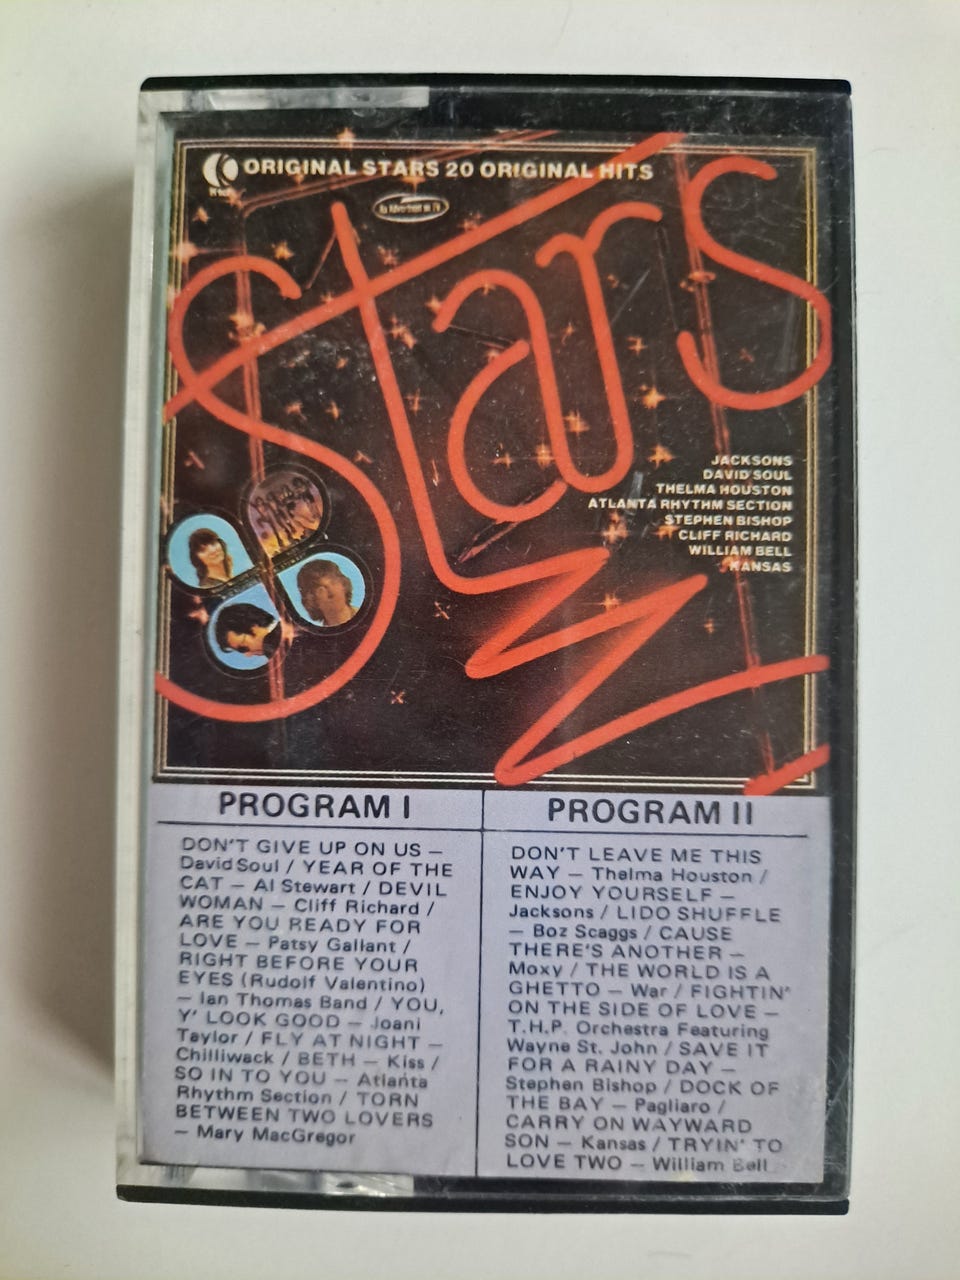 K-tel
ORIGINAL STARS 20 ORIGINAL HITS
As Advertised on TV
Stars
JACKSONS
DAVID SOUL
THELMA HOUSTON
ATLANTA RHYTHM SECTION
STEPHEN BISHOP
CLIFF RICHARD
WILLIAM BELL
KANSAS
PROGRAM I
DON'T GIVE UP ON US –
David Soul / YEAR OF THE
CAT – Al Stewart / DEVIL
WOMAN – Cliff Richard /
ARE YOU READY FOR
LOVE – Patsy Gallant /
RIGHT BEFORE YOUR
EYES (Rudolf Valentino)
– Ian Thomas Band / YOU,
Y' LOOK GOOD – Joani
Taylor / FLY AT NIGHT –
Chilliwack / BETH – Kiss /
SO IN TO YOU – Atlanta
Rhythm Section / TORN
BETWEEN TWO LOVERS
– Mary MacGregor
PROGRAM II
DON'T LEAVE ME THIS
WAY – Thelma Houston /
ENJOY YOURSELF –
Jacksons / LIDO SHUFFLE
– Boz Scaggs / CAUSE
THERE'S ANOTHER –
Moxy / THE WORLD IS A
GHETTO – War / FIGHTIN'
ON THE SIDE OF LOVE –
T.H.P. Orchestra Featuring
Wayne St. John / SAVE IT
FOR A RAINY DAY –
Stephen Bishop / DOCK OF
THE BAY – Pagliaro /
CARRY ON WAYWARD
SON – Kansas / TRYIN' TO
LOVE TWO – William Bell